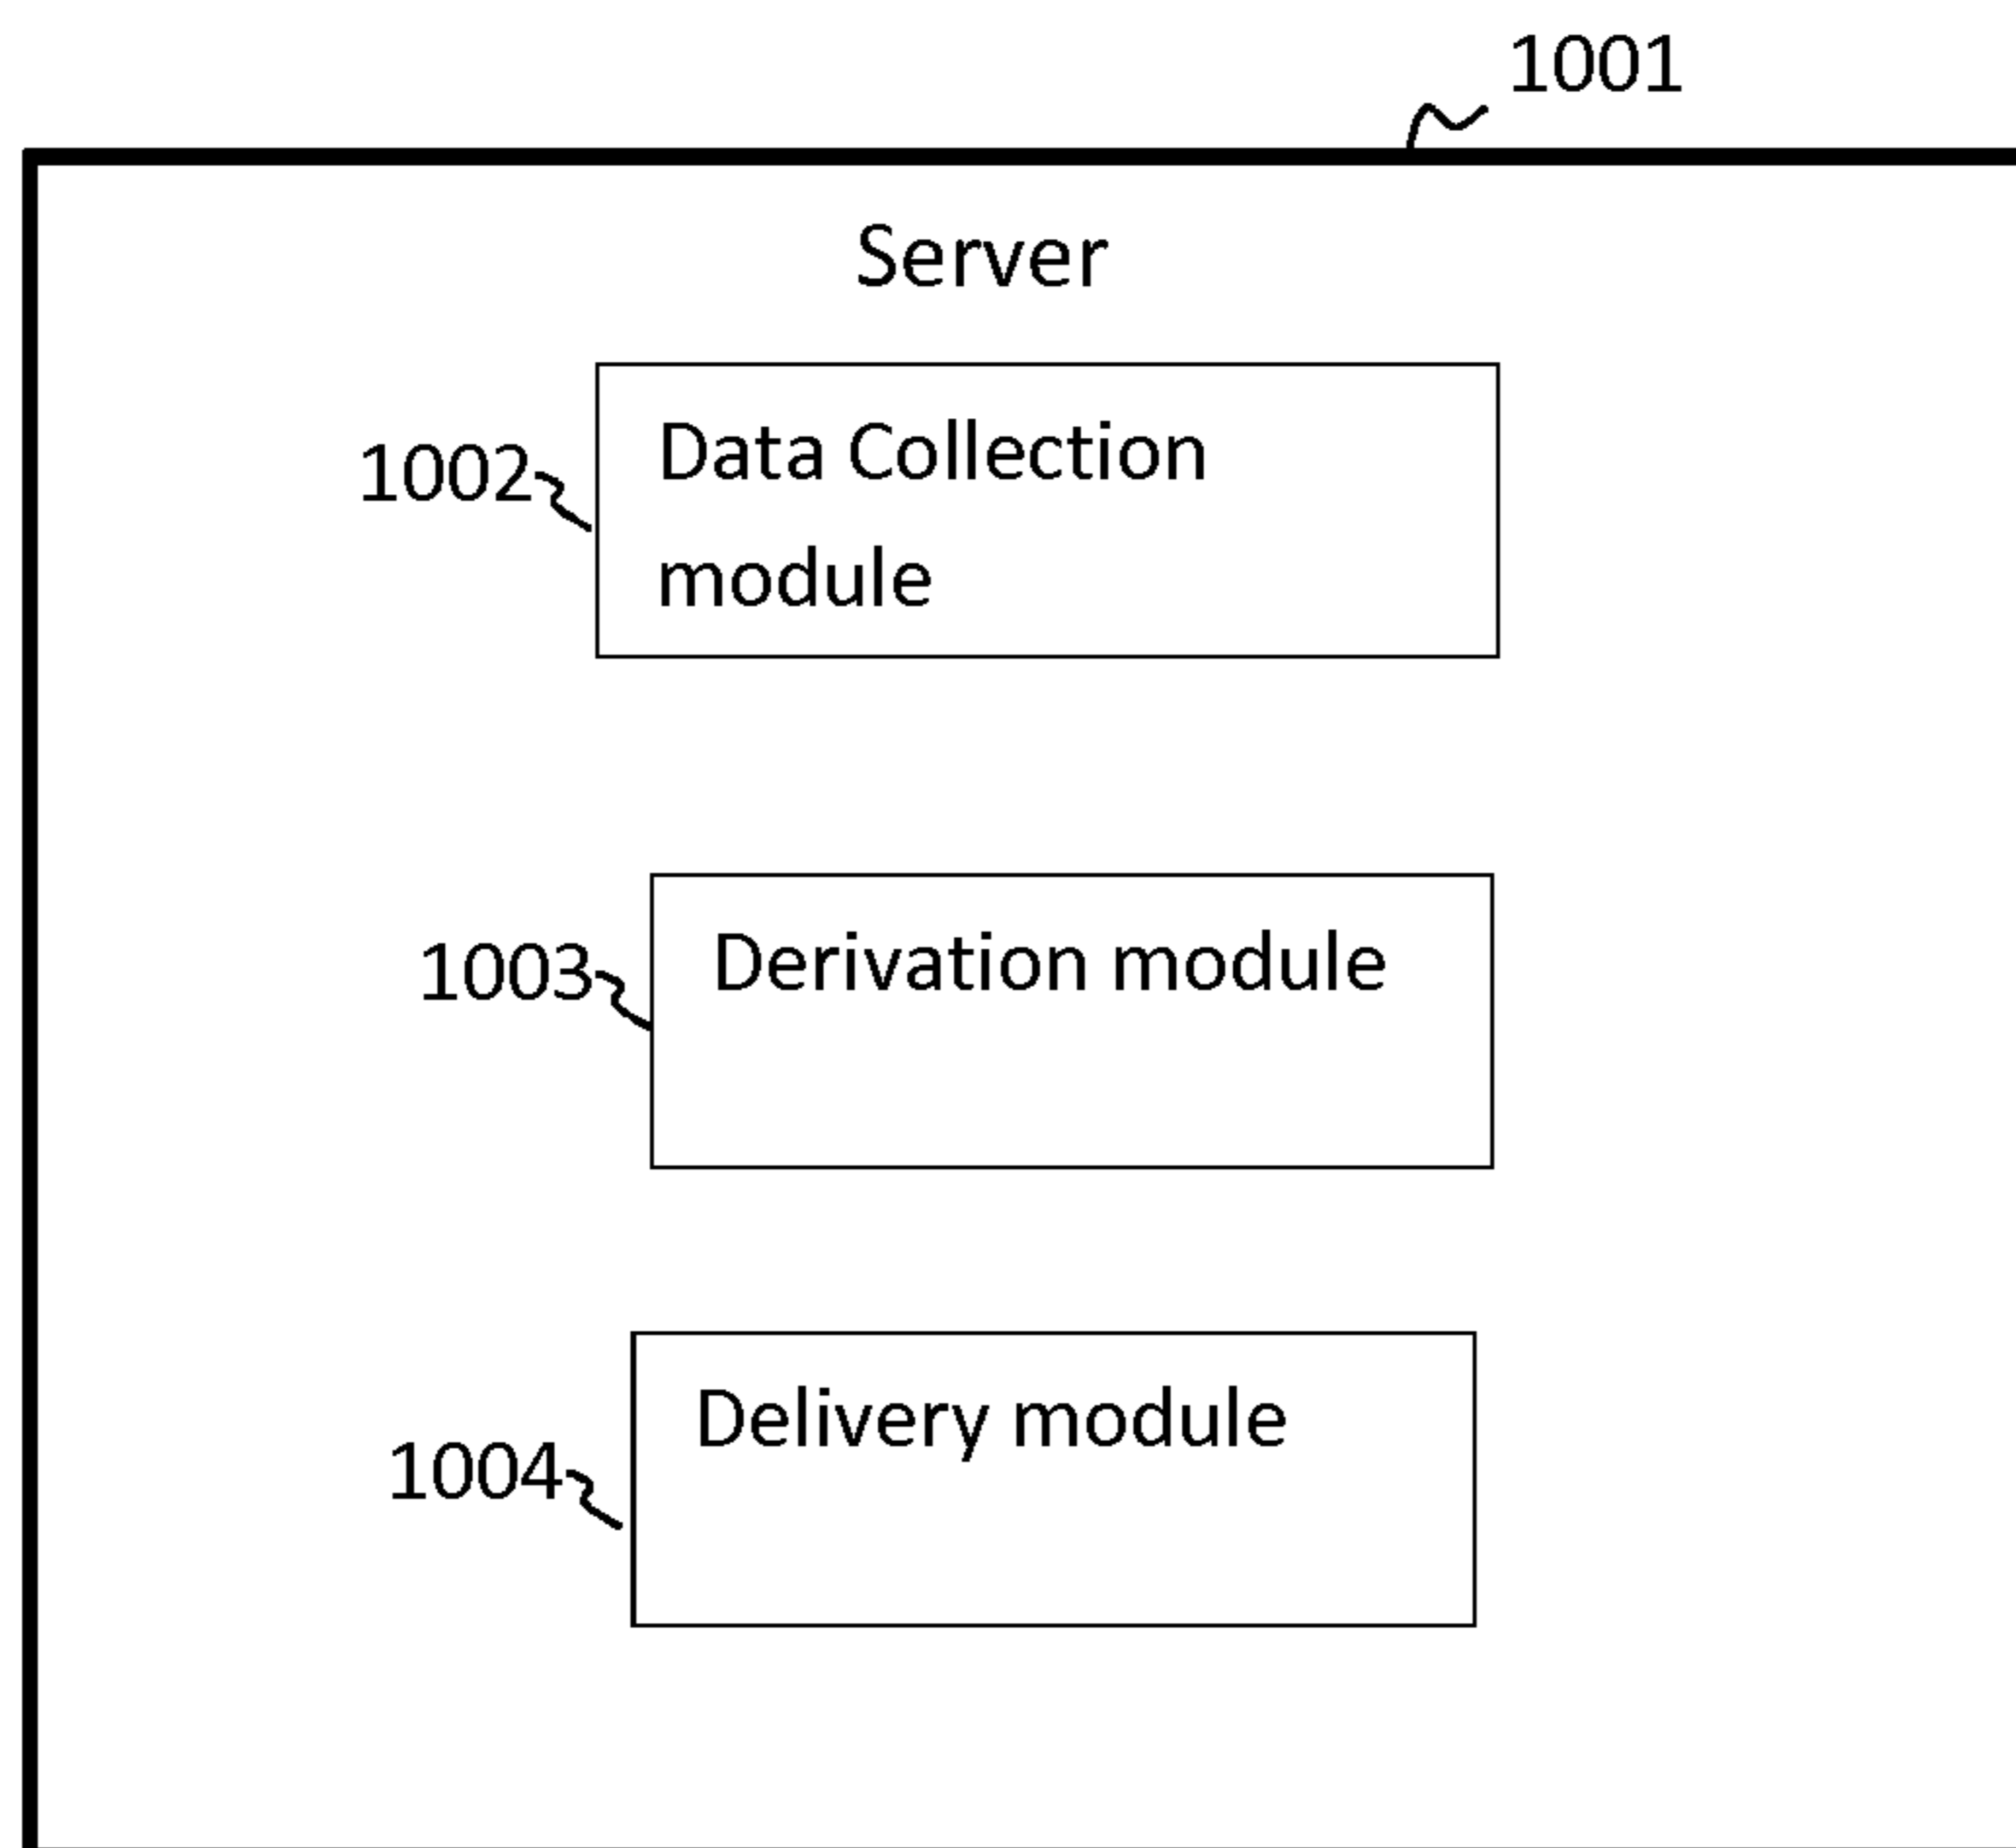 1001
Server
1002
Data Collection
module
1003
Derivation module
1004
Delivery module